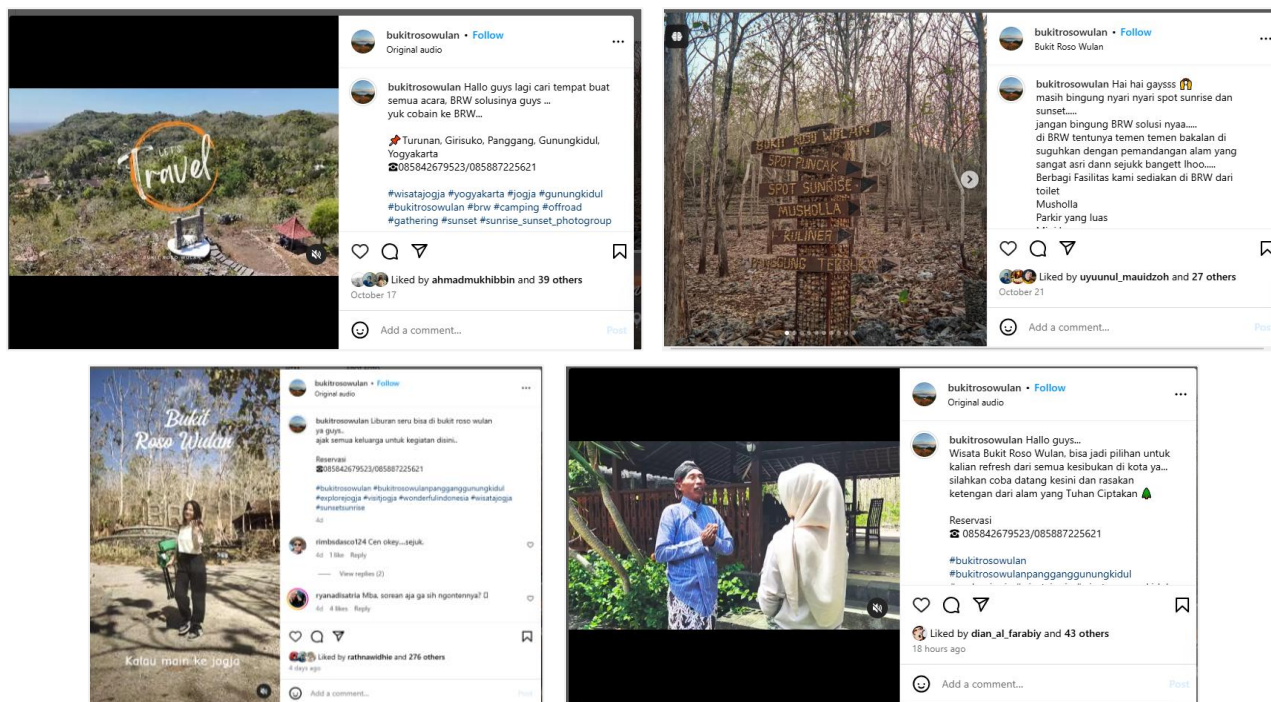 LET'S
Travel
BUKIT ROSO WULAN
bukitrosowulan • Follow
Original audio
bukitrosowulan Hallo guys lagi cari tempat buat
semua acara, BRW solusinya guys ...
yuk cobain ke BRW...
📌Turunan, Girisuko, Panggang, Gunungkidul,
Yogyakarta
☎085842679523/085887225621
#wisatajogja #yogyakarta #jogja #gunungkidul
#bukitrosowulan #brw #camping #offroad
#gathering #sunset #sunrise_sunset_photogroup
Liked by ahmadmukhibbin and 39 others
October 17
Add a comment...
Post
BUKIT ROSO WULAN
SPOT PUNCAK
SPOT SUNRISE
MUSHOLLA
KULINER
PANGGUNG TERBUKA
bukitrosowulan • Follow
Bukit Roso Wulan
bukitrosowulan Hai hai gaysss 🙌
masih bingung nyari nyari spot sunrise dan
sunset.....
jangan bingung BRW solusi nyaa.....
di BRW tentunya temen temen bakalan di
suguhkan dengan pemandangan alam yang
sangat asri dann sejukk bangett lhoo.....
Berbagi Fasilitas kami sediakan di BRW dari
toilet
Musholla
Parkir yang luas
Liked by uyuunul_mauidzoh and 27 others
October 21
Add a comment...
Bukit
Roso Wulan
Kalau main ke jogja
bukitrosowulan • Follow
Original audio
bukitrosowulan Liburan seru bisa di bukit roso wulan
ya guys..
ajak semua keluarga untuk kegiatan disini..
Reservasi
☎085842679523/085887225621
#bukitrosowulan #bukitrosowulanpangganggunungkidul
#explorejogja #visitjogja #wonderfulindonesia #wisatajogja
#sunsetsunrise
4d
rimbsdasco124 Cen okey....sejuk.
4d 1 like Reply
View replies (2)
ryanadisatria Mba, sorean aja ga sih ngontennya?
4d 4 likes Reply
Liked by rathnawidhie and 276 others
4 days ago
Add a comment...
Post
bukitrosowulan • Follow
Original audio
bukitrosowulan Hallo guys...
Wisata Bukit Roso Wulan, bisa jadi pilihan untuk
kalian refresh dari semua kesibukan di kota ya...
silahkan coba datang kesini dan rasakan
ketengan dari alam yang Tuhan Ciptakan 🌲
Reservasi
☎ 085842679523/085887225621
#bukitrosowulan
#bukitrosowulanpangganggunungkidul
Liked by dian_al_farabiy and 43 others
18 hours ago
Add a comment...
Post